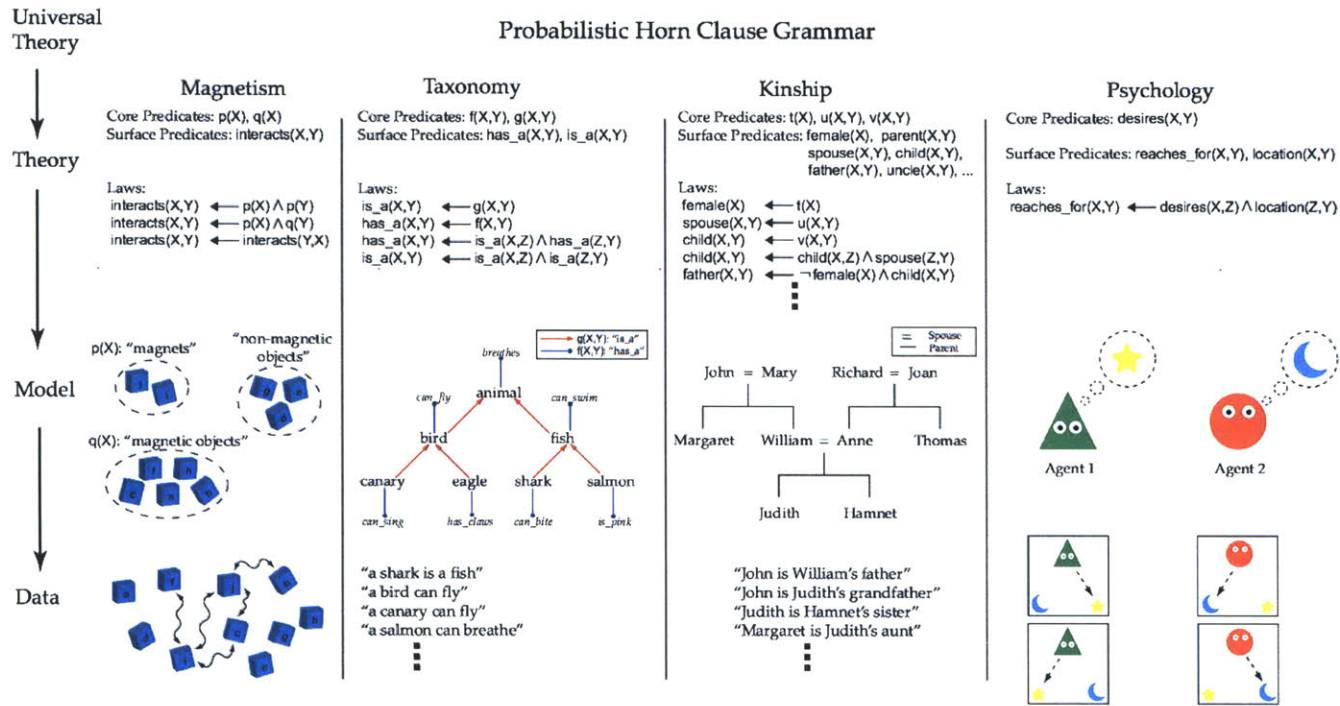 Universal
Theory
Probabilistic Horn Clause Grammar
Theory
Model
Data
Magnetism
Core Predicates: p(X), q(X)
Surface Predicates: interacts(X,Y)
Laws:
interacts(X,Y) ← p(X) ∧ p(Y)
interacts(X,Y) ← p(X) ∧ q(Y)
interacts(X,Y) ← interacts(Y,X)
p(X): "magnets"
"non-magnetic
objects"
q(X): "magnetic objects"
Taxonomy
Core Predicates: f(X,Y), g(X,Y)
Surface Predicates: has_a(X,Y), is_a(X,Y)
Laws:
is_a(X,Y) ← g(X,Y)
has_a(X,Y) ← f(X,Y)
has_a(X,Y) ← is_a(X,Z) ∧ has_a(Z,Y)
is_a(X,Y) ← is_a(X,Z) ∧ is_a(Z,Y)
g(X,Y): "is_a"
f(X,Y): "has_a"
breathes
animal
can_fly
can_swim
bird
fish
canary
eagle
shark
salmon
can_sing
has_claws
can_bite
is_pink
"a shark is a fish"
"a bird can fly"
"a canary can fly"
"a salmon can breathe"
Kinship
Core Predicates: t(X), u(X,Y), v(X,Y)
Surface Predicates: female(X), parent(X,Y)
spouse(X,Y), child(X,Y),
father(X,Y), uncle(X,Y), ...
Laws:
female(X) ← t(X)
spouse(X,Y) ← u(X,Y)
child(X,Y) ← v(X,Y)
child(X,Y) ← child(X,Z) ∧ spouse(Z,Y)
father(X,Y) ← ¬ female(X) ∧ child(X,Y)
= Spouse
Parent
John = Mary
Richard = Joan
Margaret
William = Anne
Thomas
Judith
Hamnet
"John is William's father"
"John is Judith's grandfather"
"Judith is Hamnet's sister"
"Margaret is Judith's aunt"
Psychology
Core Predicates: desires(X,Y)
Surface Predicates: reaches_for(X,Y), location(X,Y)
Laws:
reaches_for(X,Y) ← desires(X,Z) ∧ location(Z,Y)
Agent 1
Agent 2